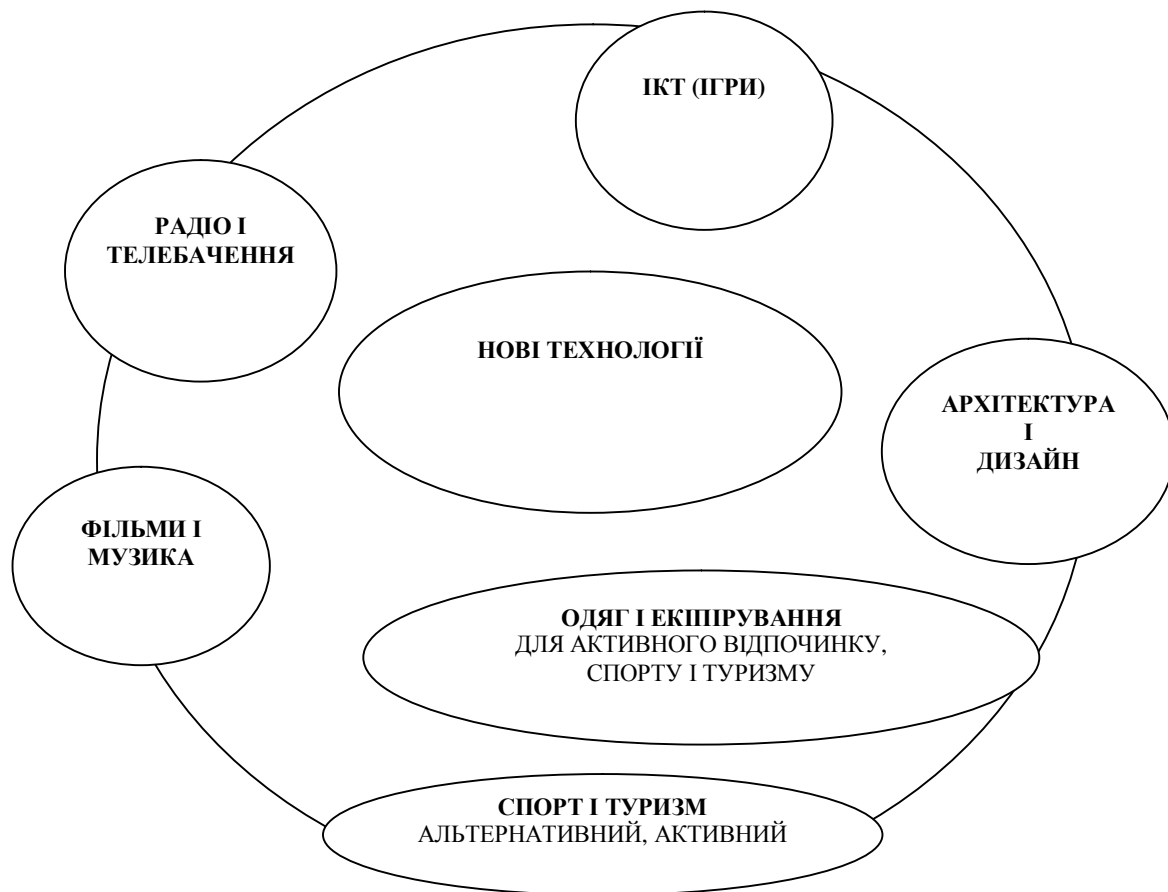 ІКТ (ІГРИ)
РАДІО І
ТЕЛЕБАЧЕННЯ
НОВІ ТЕХНОЛОГІЇ
АРХІТЕКТУРА
І
ДИЗАЙН
ФІЛЬМИ І
МУЗИКА
ОДЯГ І ЕКІПІРУВАННЯ
ДЛЯ АКТИВНОГО ВІДПОЧИНКУ,
СПОРТУ І ТУРИЗМУ
СПОРТ І ТУРИЗМ
АЛЬТЕРНАТИВНИЙ, АКТИВНИЙ